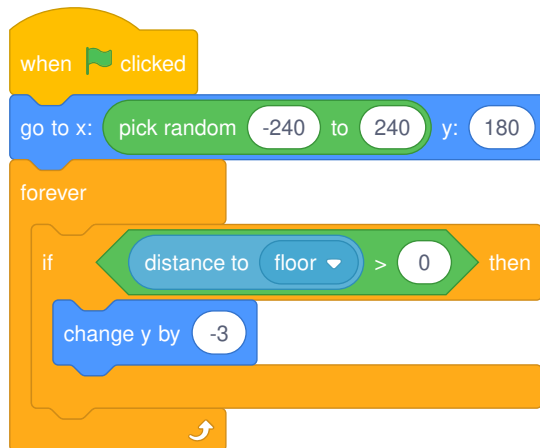 when clicked
go to x: pick random -240 to 240 y: 180
forever
if distance to floor > 0 then
change y by -3